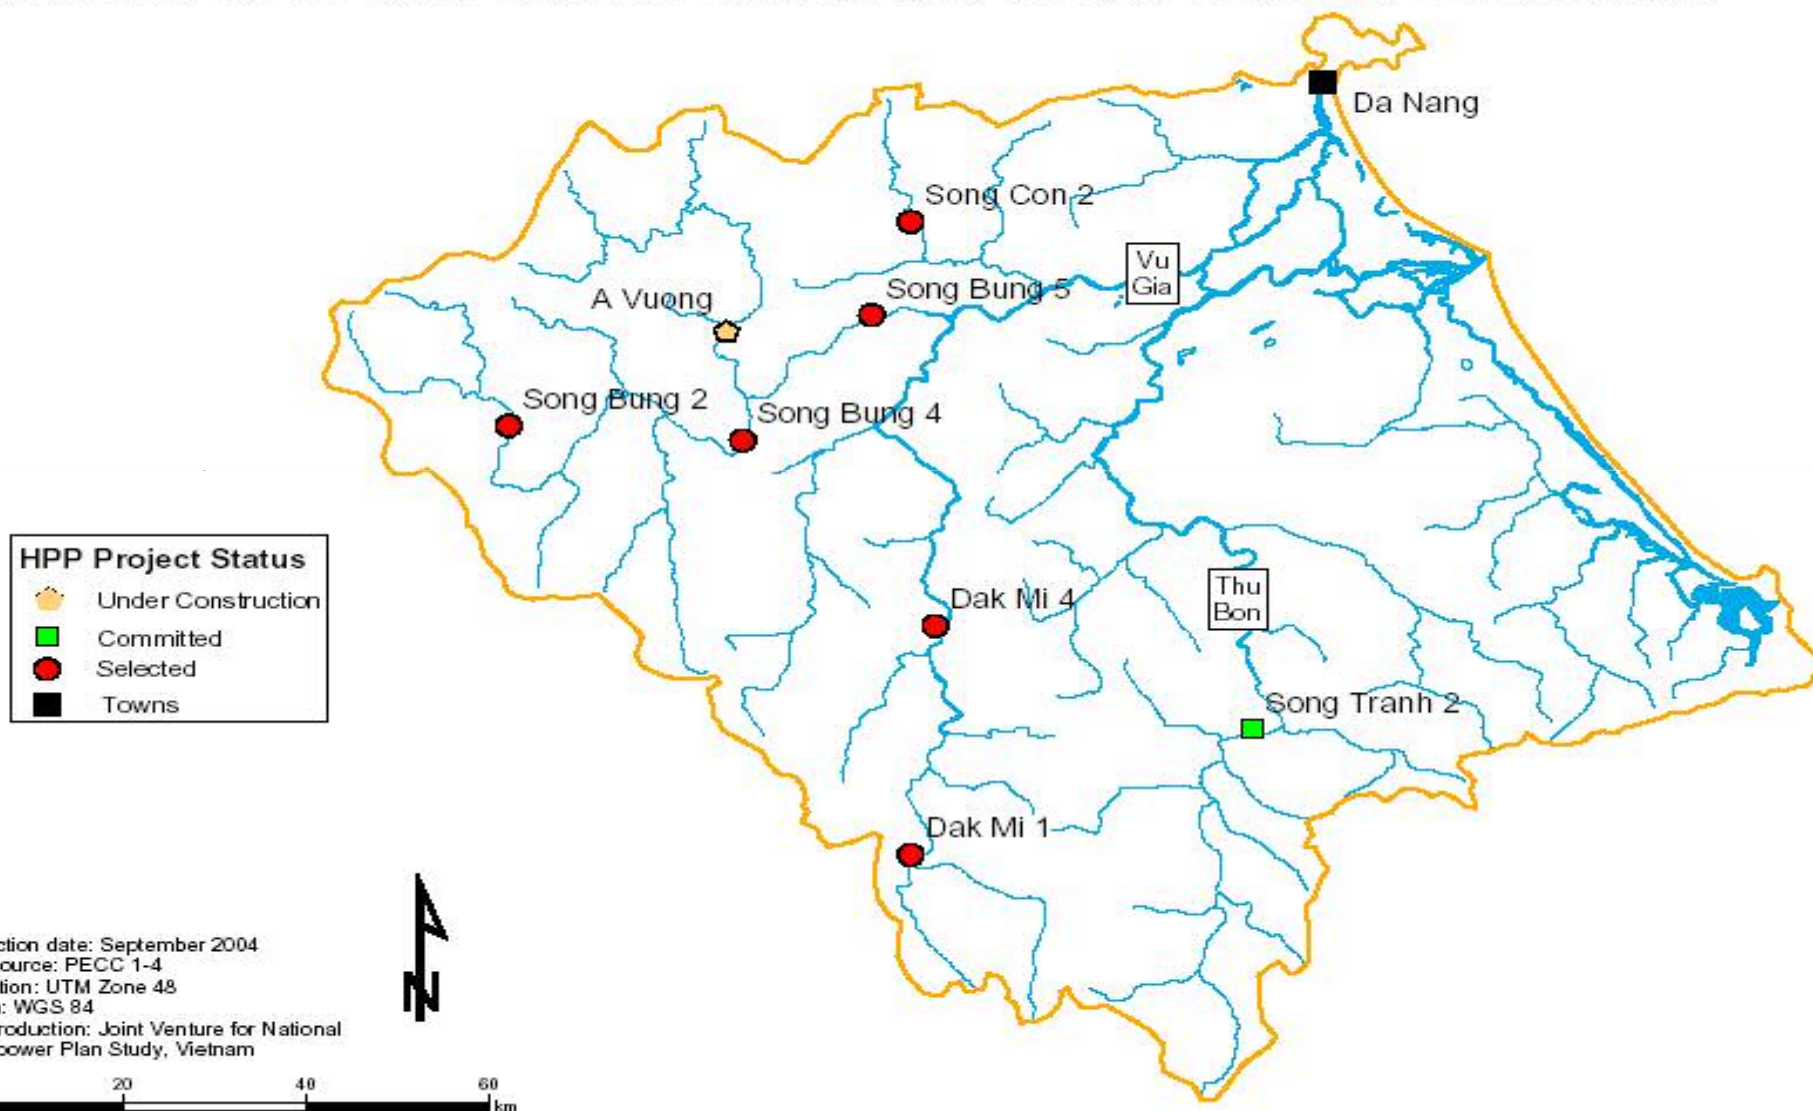 Da Nang
Song Con 2
Vu
Gia
Song Bung 5
A Vuong
Song Bung 2
Song Bung 4
HPP Project Status
Under Construction
Committed
Selected
Towns
Dak Mi 4
Thu
Bon
Song Tranh 2
Dak Mi 1
ction date: September 2004
ource: PECC 1-4
tion: UTM Zone 48
: WGS 84
roduction: Joint Venture for National
power Plan Study, Vietnam
N
20 40 60
km